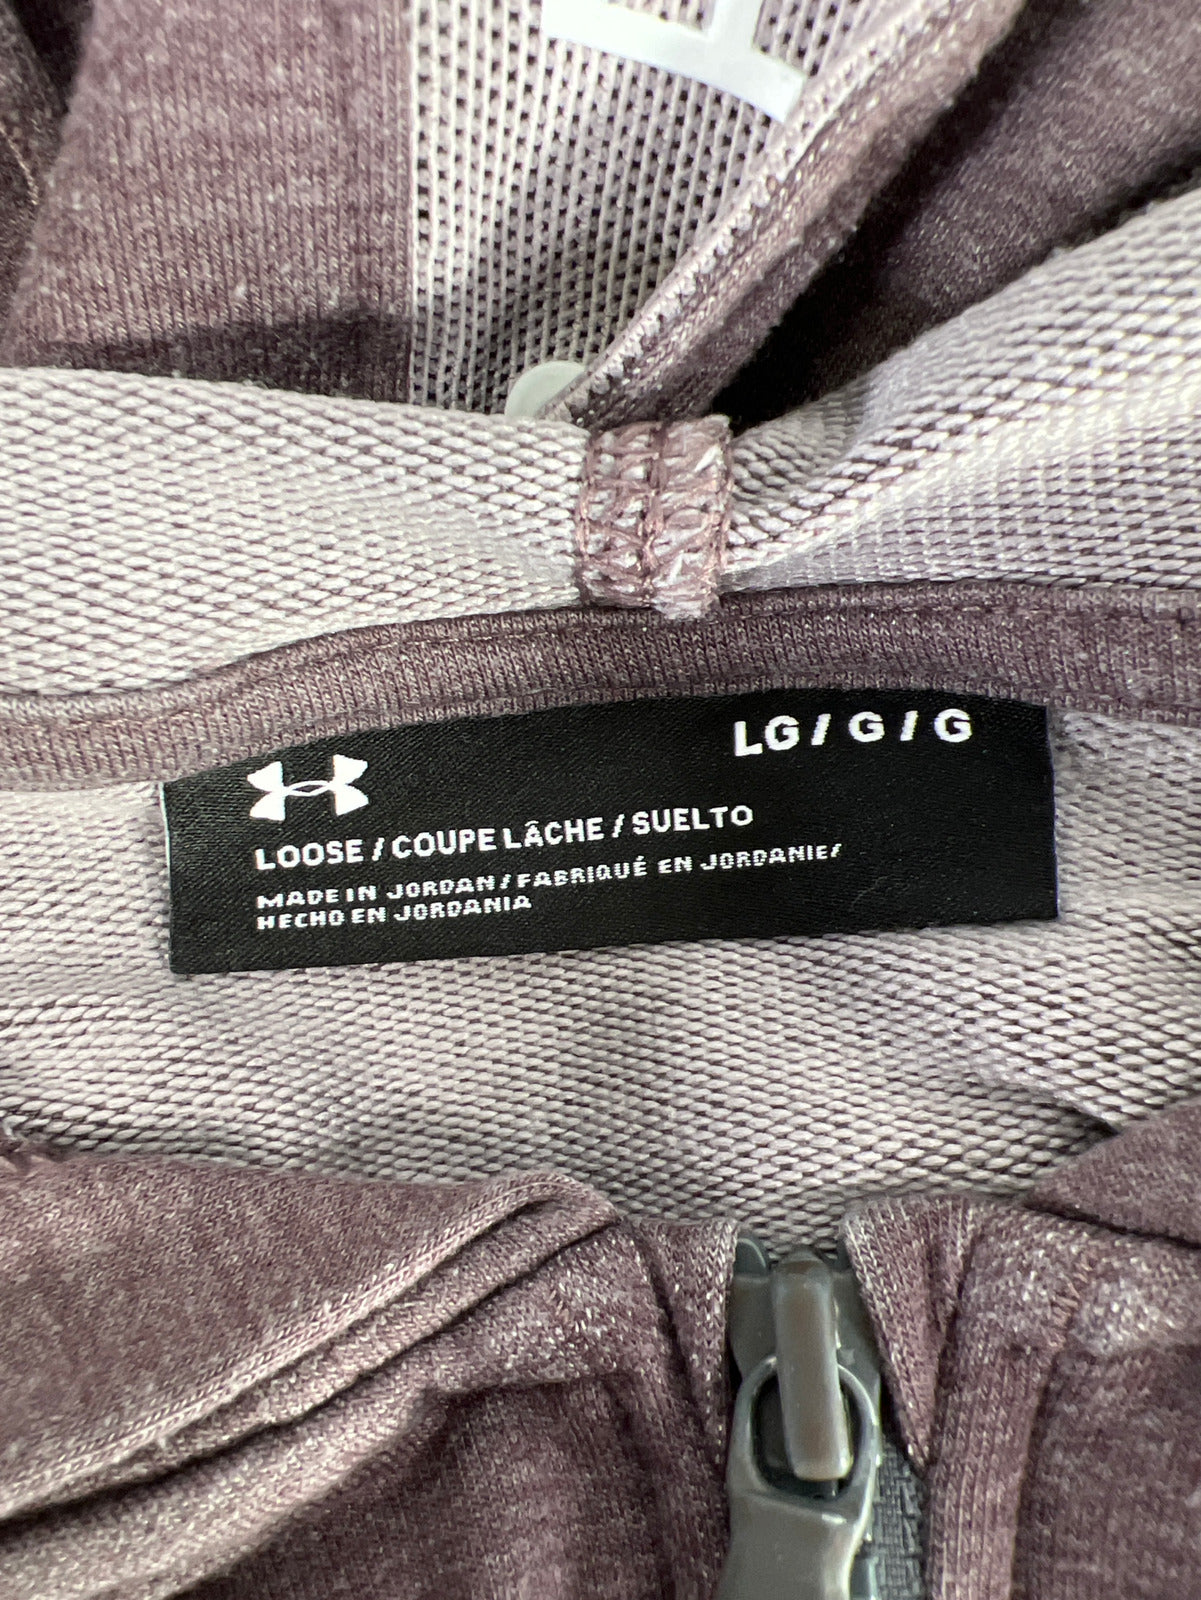 LG / G / G
LOOSE / COUPE LÂCHE / SUELTO
MADE IN JORDAN / FABRIQUÉ EN JORDANIE/
HECHO EN JORDANIA